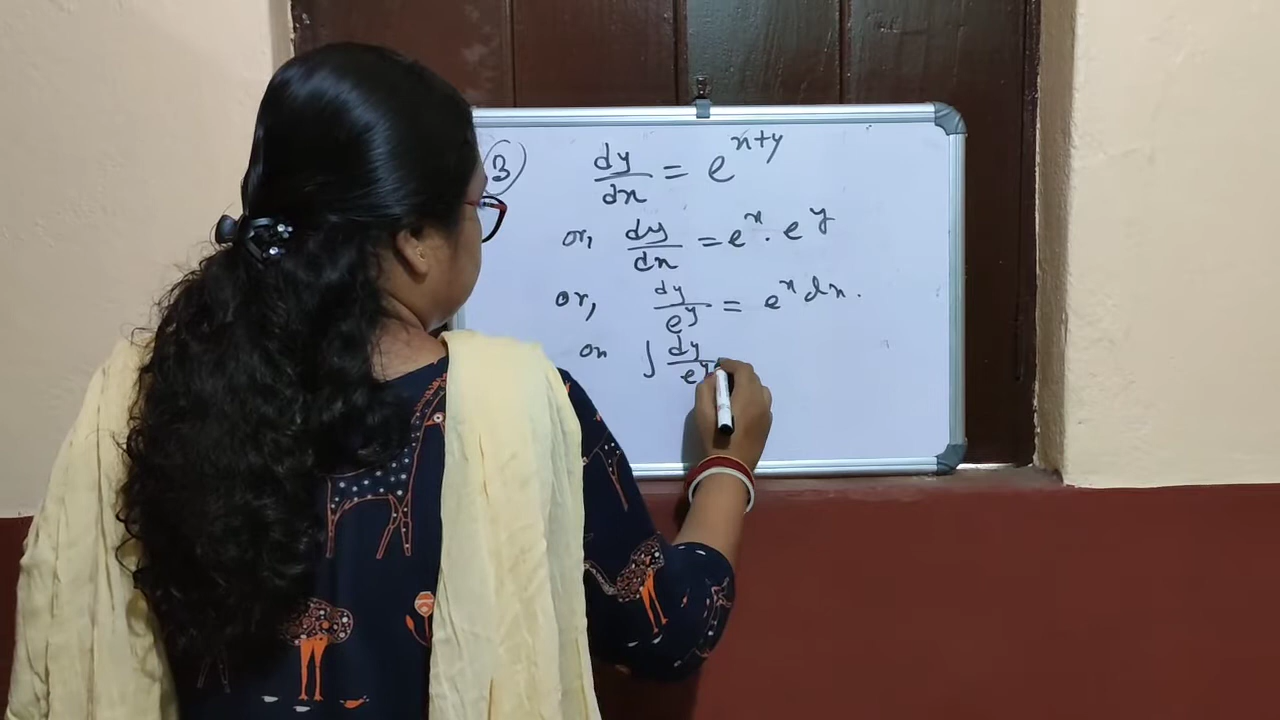 3 dy/dx = e^x+y
or, dy/dx = e^x . e^y
or, dy/e^y = e^x dx.
or ∫ dy/e^y